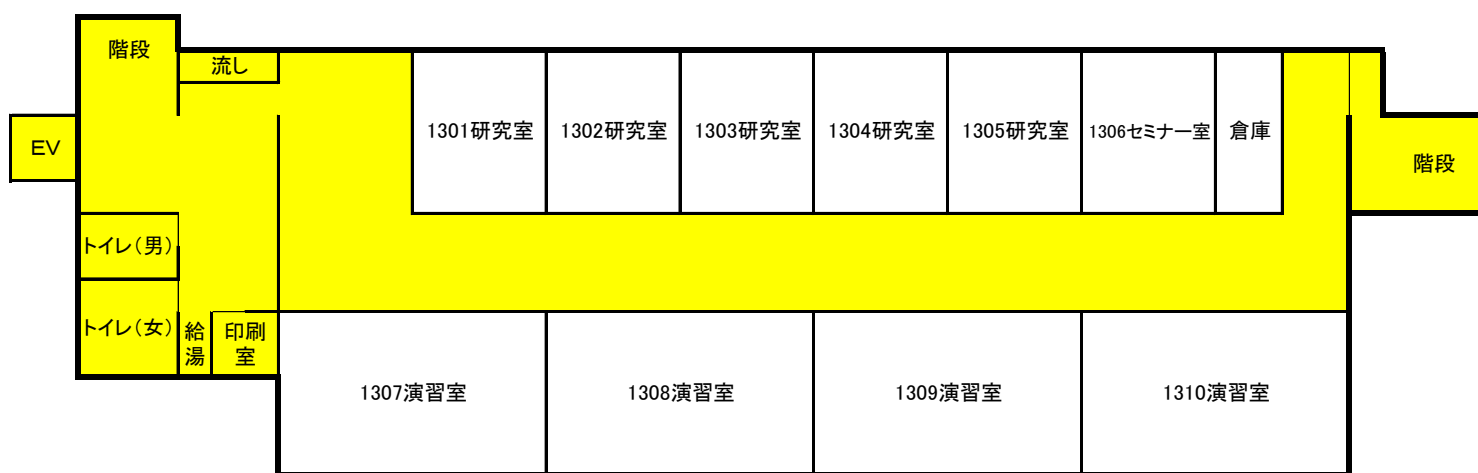 階段
流し
EV
1301研究室
1302研究室
1303研究室
1304研究室
1305研究室
1306セミナー室
倉庫
階段
トイレ(男)
トイレ(女)
給
湯
印刷
室
1307演習室
1308演習室
1309演習室
1310演習室